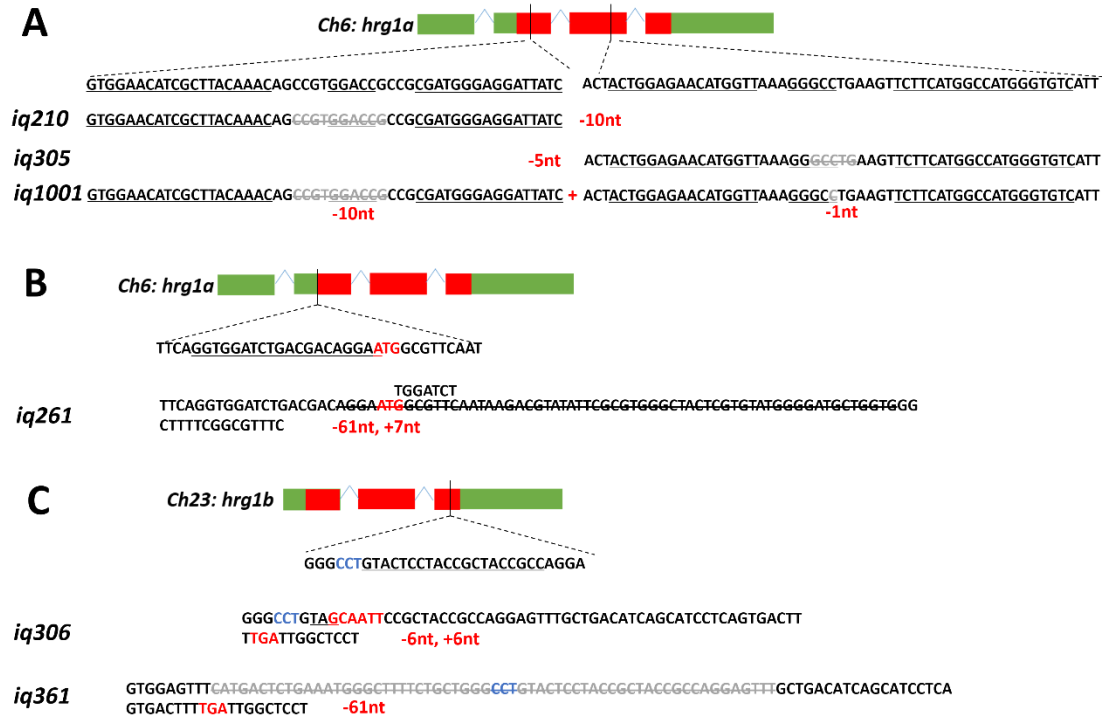 A
Ch6: hrg1a
GTGGAACATCGCTTACAAACAGCCGTGGACCGCCGCGATGGGAGGATTATC ACTACTGGAGAACATGGTTAAAGGGCCTGAAGTTCTTCATGGCCATGGGTGTCATT
iq210 GTGGAACATCGCTTACAAACAGCCGTGGACCGCCGCGATGGGAGGATTATC -10nt
iq305 -5nt ACTACTGGAGAACATGGTTAAAGGGCCTGAAGTTCTTCATGGCCATGGGTGTCATT
iq1001 GTGGAACATCGCTTACAAACAGCCGTGGACCGCCGCGATGGGAGGATTATC + ACTACTGGAGAACATGGTTAAAGGGCCTGAAGTTCTTCATGGCCATGGGTGTCATT
-10nt -1nt
B
Ch6: hrg1a
TTCAGGTGGATCTGACGACAGGAATGGCGTTCAAT
TGGATCT
iq261 TTCAGGTGGATCTGACGACAGGAATGGCGTTCAATAAGACGTATATTCGCGTGGGCTACTCGTGTATGGGGATGCTGGTGGG
CTTTTCGGCGTTTC -61nt, +7nt
C
Ch23: hrg1b
GGGCCTGTACTCCTACCGCTACCGCCAGGA
iq306 GGGCCTGTAGCAATTCCGCTACCGCCAGGAGTTTGCTGACATCAGCATCCTCAGTGACTT
TTGATTGGCTCCT -6nt, +6nt
iq361 GTGGAGTTTCATGACTCTGAAATGGGCTTTTCTGCTGGGCCTGTACTCCTACCGCTACCGCCAGGAGTTTGCTGACATCAGCATCCTCA
GTGACTTTTGATTGGCTCCT -61nt